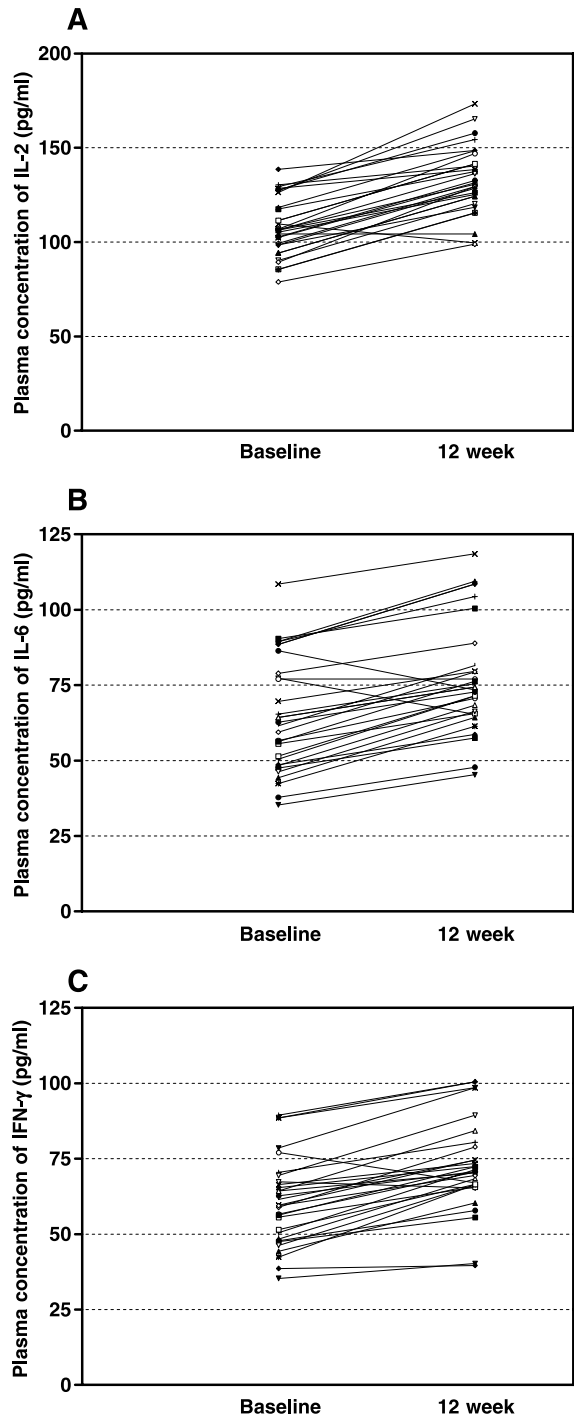 A
Plasma concentration of IL-2 (pg/ml)
200
150
100
50
0
Baseline 12 week
B
Plasma concentration of IL-6 (pg/ml)
125
100
75
50
25
0
Baseline 12 week
C
Plasma concentration of IFN-γ (pg/ml)
125
100
75
50
25
0
Baseline 12 week